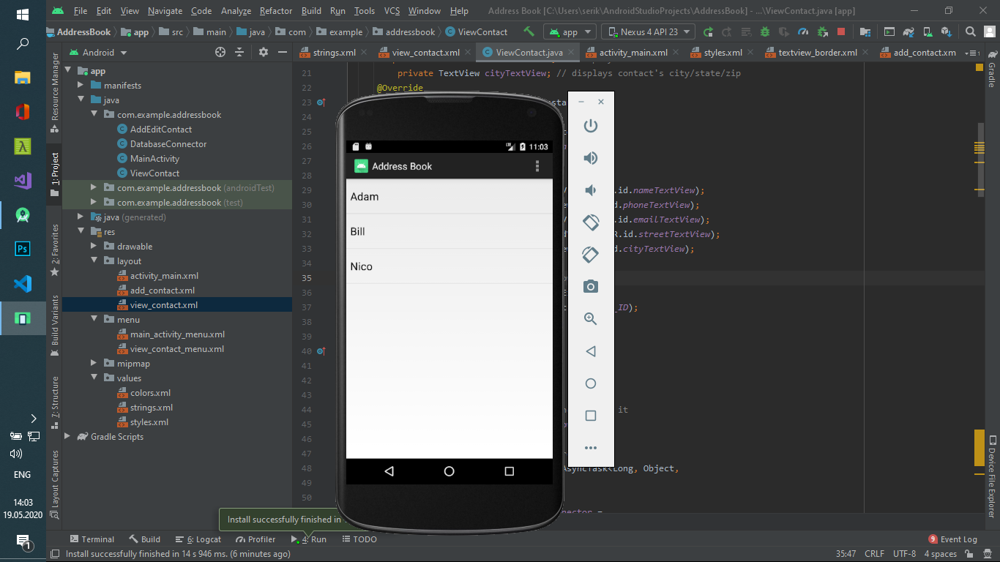 File Edit View Navigate Code Analyze Refactor Build Run Tools VCS Window Help Address Book [C:\Users\serik\AndroidStudioProjects\AddressBook] - ...\ViewContact.java [app]
AddressBook app src main java com example addressbook ViewContact app Nexus 4 API 23
Android
strings.xml view_contact.xml ViewContact.java activity_main.xml styles.xml textview_border.xml add_contact.xm
Resource Manager
1: Project
2: Favorites
Build Variants
7: Structure
Layout Captures
app
manifests
java
com.example.addressbook
AddEditContact
DatabaseConnector
MainActivity
ViewContact
com.example.addressbook (androidTest)
com.example.addressbook (test)
java (generated)
res
drawable
layout
activity_main.xml
add_contact.xml
view_contact.xml
menu
main_activity_menu.xml
view_contact_menu.xml
mipmap
values
colors.xml
strings.xml
styles.xml
Gradle Scripts
21 private TextView cityTextView; // displays contact's city/state/zip
22 @Override
23
24
25
26
27
28
29 .id.nameTextView);
30 d.phoneTextView);
31 .id.emailTextView);
32 R.id.streetTextView);
33 d.cityTextView);
34
35
36
37 _ID);
38
39
40
41
42
43
44 it
45
46
47
48 AsyncTask<Long, Object,
49
50
11:03
Address Book
Adam
Bill
Nico
Gradle
Device File Explorer
Ps
ENG
14:03
19.05.2020
1
Install successfully finished in
Terminal Build 6: Logcat Profiler 4: Run TODO 9 Event Log
Install successfully finished in 14 s 946 ms. (6 minutes ago) 35:47 CRLF UTF-8 4 spaces